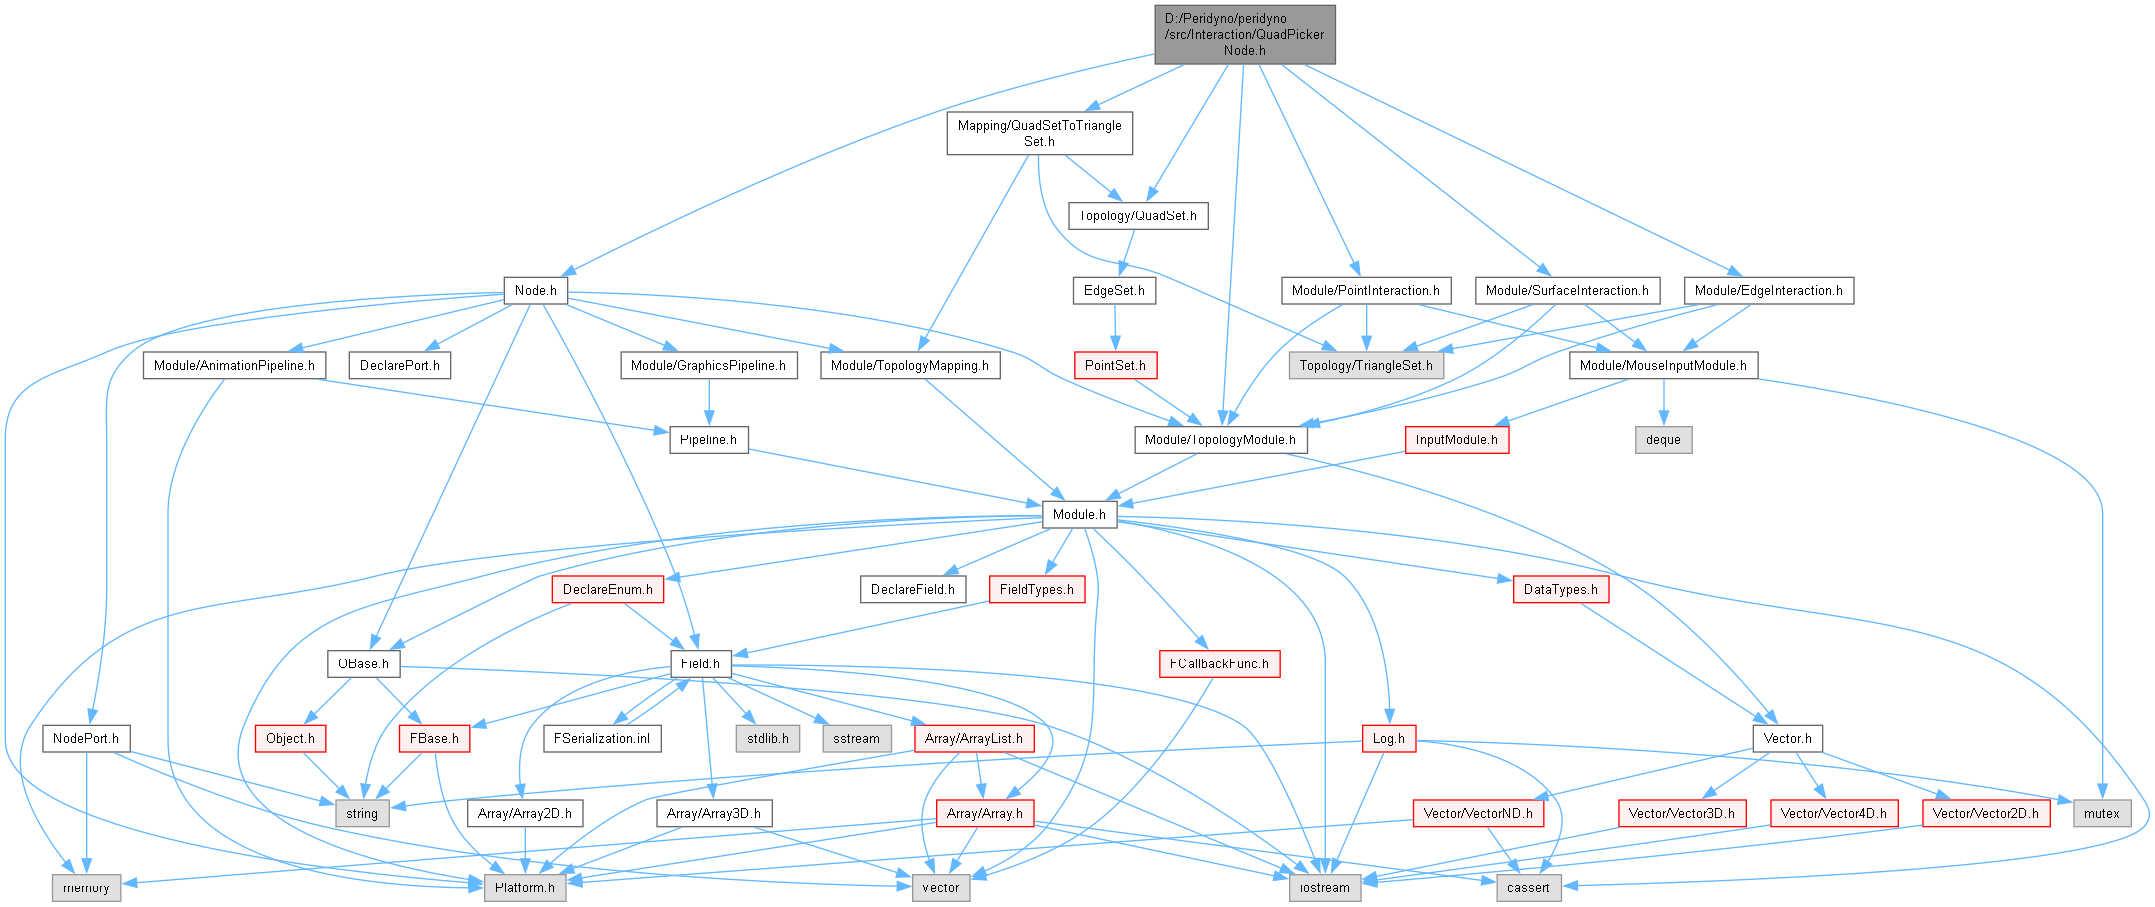 D:/Peridyno/peridyno
/src/Interaction/QuadPicker
Node.h
Mapping/QuadSetToTriangle
Set.h
Topology/QuadSet.h
Node.h
EdgeSet.h
Module/PointInteraction.h
Module/SurfaceInteraction.h
Module/EdgeInteraction.h
Module/AnimationPipeline.h
DeclarePort.h
Module/GraphicsPipeline.h
Module/TopologyMapping.h
PointSet.h
Topology/TriangleSet.h
Module/MouseInputModule.h
Pipeline.h
Module/TopologyModule.h
InputModule.h
deque
Module.h
DeclareEnum.h
DeclareField.h
FieldTypes.h
DataTypes.h
OBase.h
Field.h
FCallbackFunc.h
NodePort.h
Object.h
FBase.h
FSerialization.inl
stdlib.h
sstream
Array/ArrayList.h
Log.h
Vector.h
string
Array/Array2D.h
Array/Array3D.h
Array/Array.h
Vector/VectorND.h
Vector/Vector3D.h
Vector/Vector4D.h
Vector/Vector2D.h
mutex
memory
Platform.h
vector
iostream
cassert